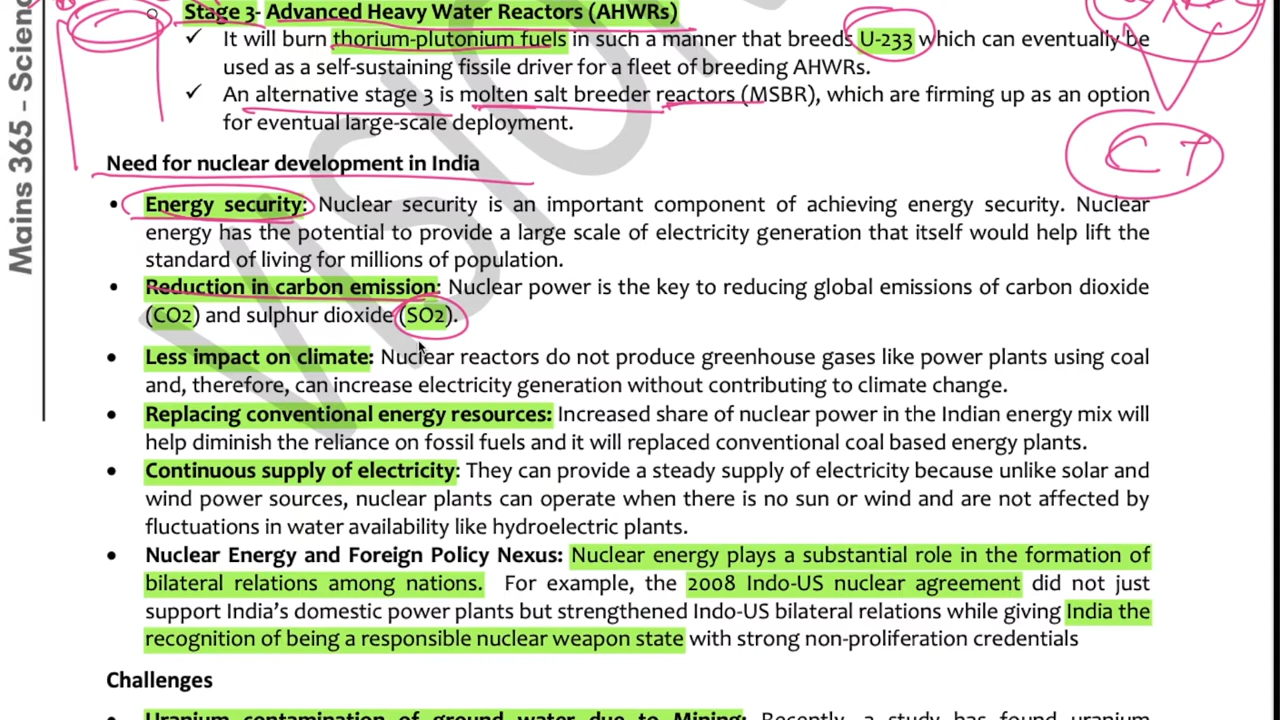 Mains 365 - Scienc
Stage 3- Advanced Heavy Water Reactors (AHWRs)
✓ It will burn thorium-plutonium fuels in such a manner that breeds U-233 which can eventually be
used as a self-sustaining fissile driver for a fleet of breeding AHWRs.
✓ An alternative stage 3 is molten salt breeder reactors (MSBR), which are firming up as an option
for eventual large-scale deployment.
CT
Need for nuclear development in India
• Energy security: Nuclear security is an important component of achieving energy security. Nuclear
energy has the potential to provide a large scale of electricity generation that itself would help lift the
standard of living for millions of population.
• Reduction in carbon emission: Nuclear power is the key to reducing global emissions of carbon dioxide
(CO2) and sulphur dioxide (SO2).
• Less impact on climate: Nuclear reactors do not produce greenhouse gases like power plants using coal
and, therefore, can increase electricity generation without contributing to climate change.
• Replacing conventional energy resources: Increased share of nuclear power in the Indian energy mix will
help diminish the reliance on fossil fuels and it will replaced conventional coal based energy plants.
• Continuous supply of electricity: They can provide a steady supply of electricity because unlike solar and
wind power sources, nuclear plants can operate when there is no sun or wind and are not affected by
fluctuations in water availability like hydroelectric plants.
• Nuclear Energy and Foreign Policy Nexus: Nuclear energy plays a substantial role in the formation of
bilateral relations among nations. For example, the 2008 Indo-US nuclear agreement did not just
support India's domestic power plants but strengthened Indo-US bilateral relations while giving India the
recognition of being a responsible nuclear weapon state with strong non-proliferation credentials
Challenges
• Uranium contamination of ground water due to Mining: Recently, a study has found uranium